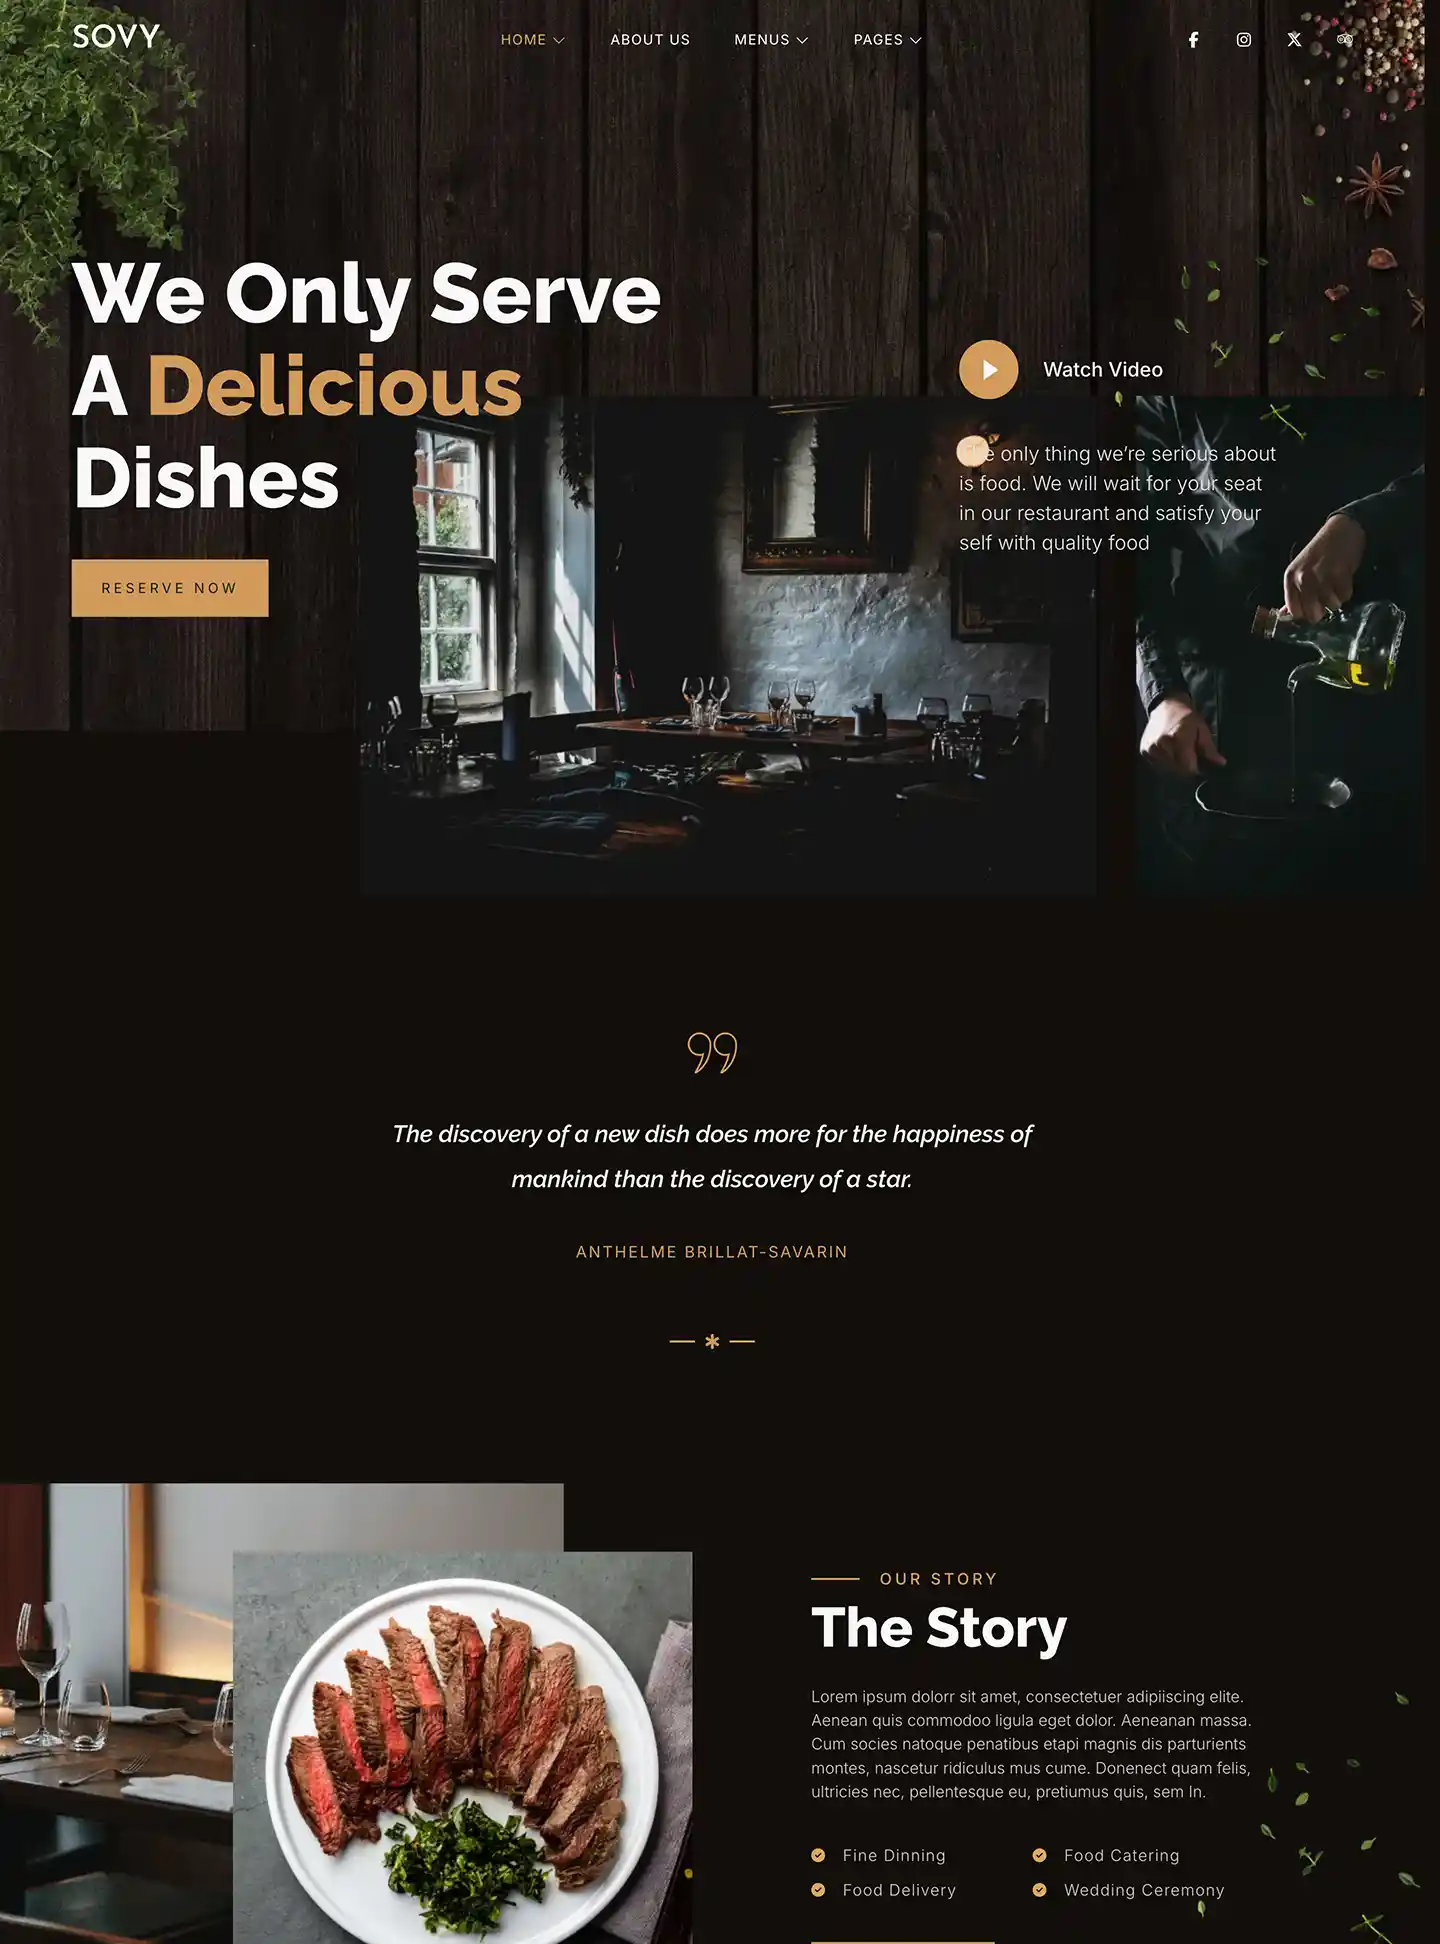 SOVY
HOME
ABOUT US
MENUS
PAGES
We Only Serve
A Delicious
Dishes
RESERVE NOW
Watch Video
The only thing we’re serious about
is food. We will wait for your seat
in our restaurant and satisfy your
self with quality food
The discovery of a new dish does more for the happiness of
mankind than the discovery of a star.
ANTHELME BRILLAT-SAVARIN
OUR STORY
The Story
Lorem ipsum dolorr sit amet, consectetuer adipiiscing elite.
Aenean quis commodoo ligula eget dolor. Aeneanan massa.
Cum socies natoque penatibus etapi magnis dis parturients
montes, nascetur ridiculus mus cume. Donenect quam felis,
ultricies nec, pellentesque eu, pretiumus quis, sem In.
Fine Dinning
Food Catering
Food Delivery
Wedding Ceremony